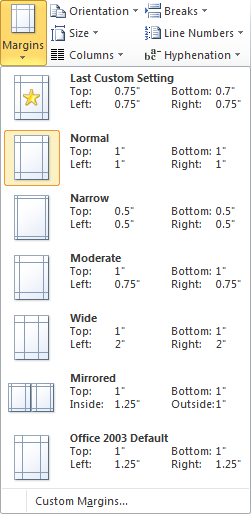 Orientation Breaks
Margins Size Line Numbers
Columns Hyphenation
Last Custom Setting
Top: 0.75" Bottom: 0.7"
Left: 0.75" Right: 0.75"
Normal
Top: 1" Bottom: 1"
Left: 1" Right: 1"
Narrow
Top: 0.5" Bottom: 0.5"
Left: 0.5" Right: 0.5"
Moderate
Top: 1" Bottom: 1"
Left: 0.75" Right: 0.75"
Wide
Top: 1" Bottom: 1"
Left: 2" Right: 2"
Mirrored
Top: 1" Bottom: 1"
Inside: 1.25" Outside:1"
Office 2003 Default
Top: 1" Bottom: 1"
Left: 1.25" Right: 1.25"
Custom Margins...